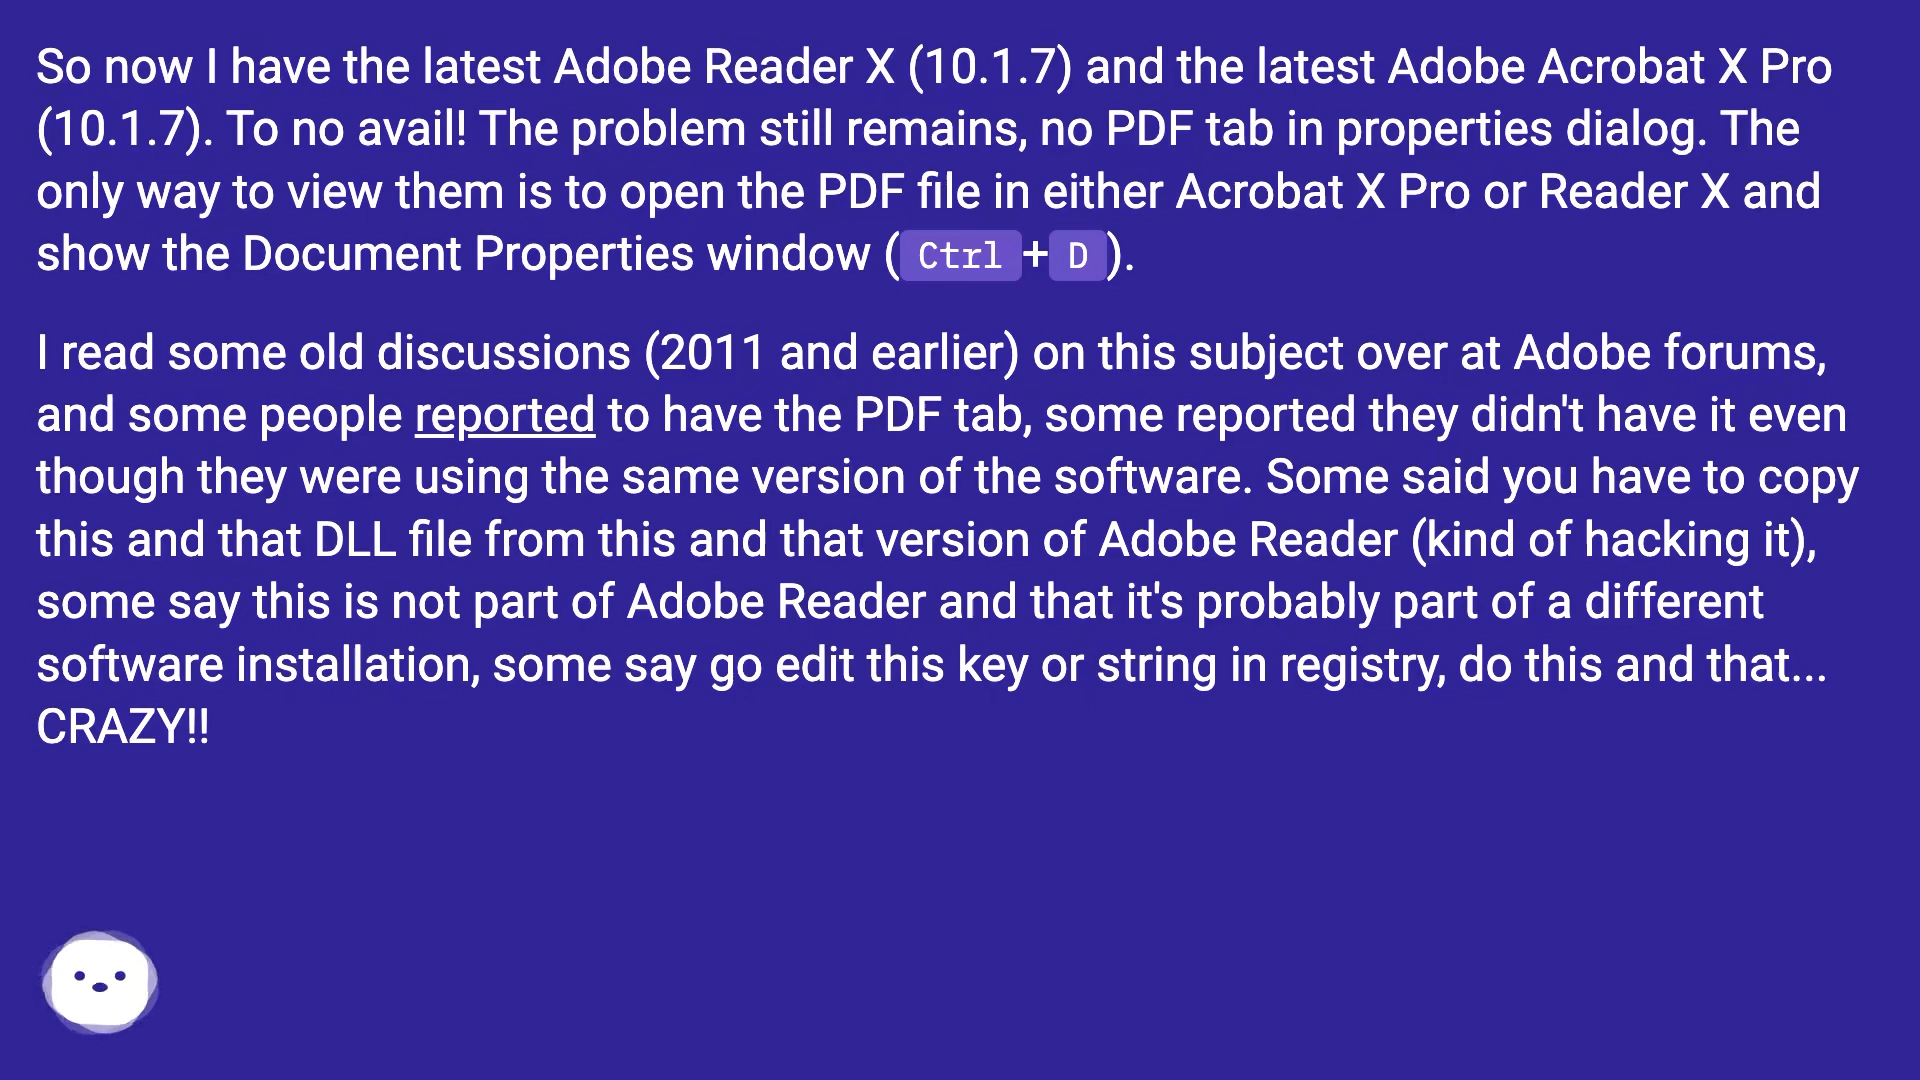 So now I have the latest Adobe Reader X (10.1.7) and the latest Adobe Acrobat X Pro
(10.1.7). To no avail! The problem still remains, no PDF tab in properties dialog. The
only way to view them is to open the PDF file in either Acrobat X Pro or Reader X and
show the Document Properties window (Ctrl+D).
I read some old discussions (2011 and earlier) on this subject over at Adobe forums,
and some people reported to have the PDF tab, some reported they didn't have it even
though they were using the same version of the software. Some said you have to copy
this and that DLL file from this and that version of Adobe Reader (kind of hacking it),
some say this is not part of Adobe Reader and that it's probably part of a different
software installation, some say go edit this key or string in registry, do this and that...
CRAZY!!